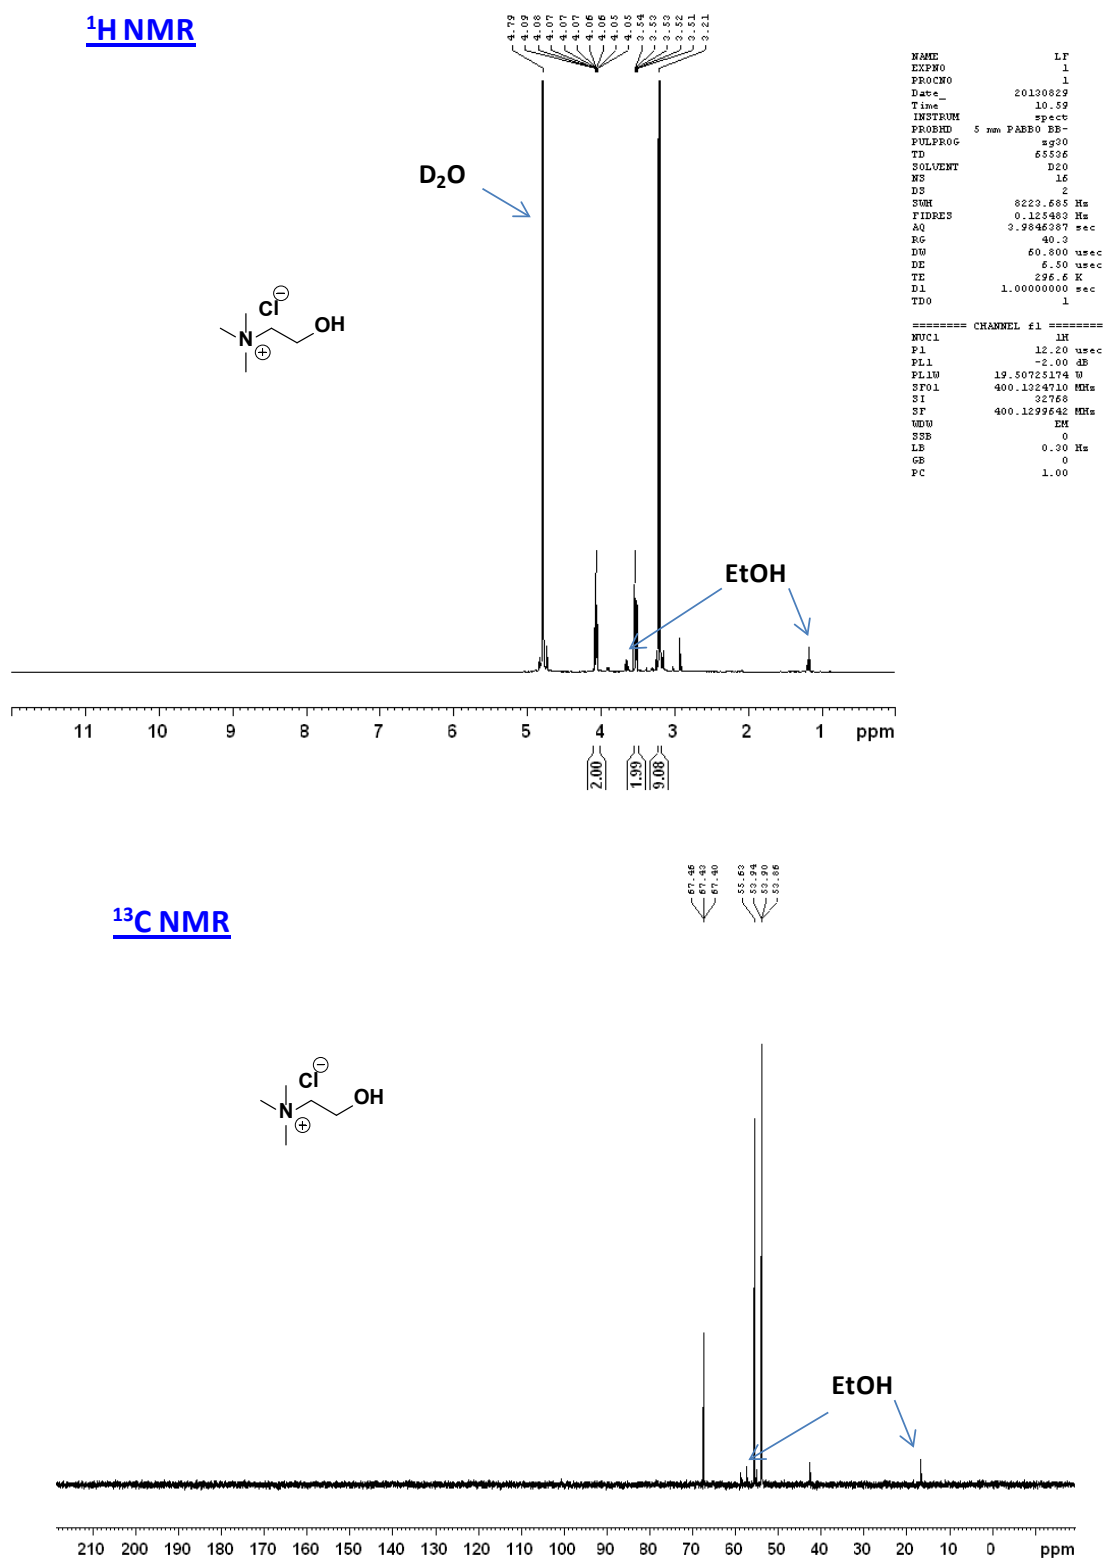 ¹H NMR
4.79
4.09
4.08
4.07
4.07
4.07
4.06
4.06
4.05
4.05
3.54
3.53
3.53
3.52
3.51
3.21
NAME LF
EXPNO 1
PROCNO 1
Date_ 20130829
Time 10.59
INSTRUM spect
PROBHD 5 mm PABBO BB-
PULPROG zg30
TD 65536
SOLVENT D2O
NS 16
DS 2
SWH 8223.685 Hz
FIDRES 0.125483 Hz
AQ 3.9846387 sec
RG 40.3
DW 60.800 usec
DE 6.50 usec
TE 296.6 K
D1 1.00000000 sec
TD0 1
======== CHANNEL f1 ========
NUC1 1H
P1 12.20 usec
PL1 -2.00 dB
PL1W 19.50725174 W
SFO1 400.1324710 MHz
SI 32768
SF 400.1299642 MHz
WDW EM
SSB 0
LB 0.30 Hz
GB 0
PC 1.00
D₂O
Cl⊖
N⊕
OH
EtOH
11 10 9 8 7 6 5 4 3 2 1 ppm
2.00
1.99
9.08
67.46
67.43
67.40
55.63
53.94
53.90
53.86
¹³C NMR
Cl⊖
N⊕
OH
EtOH
210 200 190 180 170 160 150 140 130 120 110 100 90 80 70 60 50 40 30 20 10 0 ppm